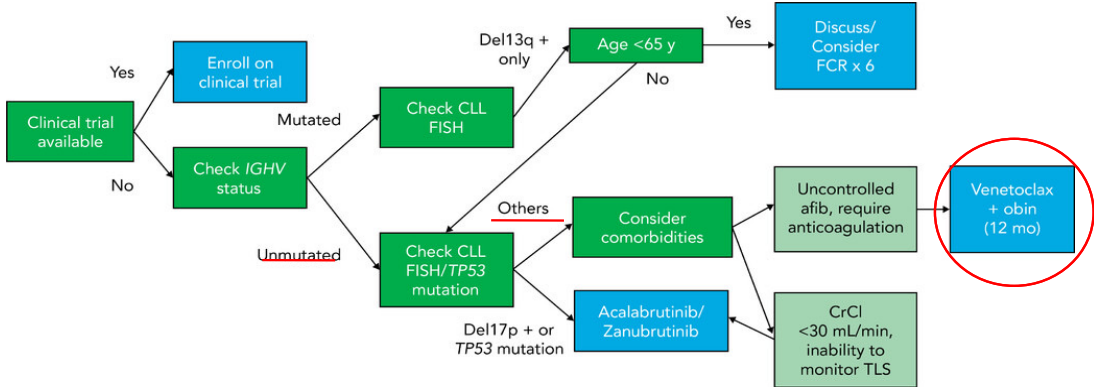 Clinical trial
available
Yes
No
Enroll on
clinical trial
Check IGHV
status
Mutated
Unmutated
Check CLL
FISH
Del13q +
only
Age <65 y
Yes
No
Discuss/
Consider
FCR x 6
Check CLL
FISH/TP53
mutation
Others
Del17p + or
TP53 mutation
Consider
comorbidities
Acalabrutinib/
Zanubrutinib
Uncontrolled
afib, require
anticoagulation
CrCl
<30 mL/min,
inability to
monitor TLS
Venetoclax
+ obin
(12 mo)